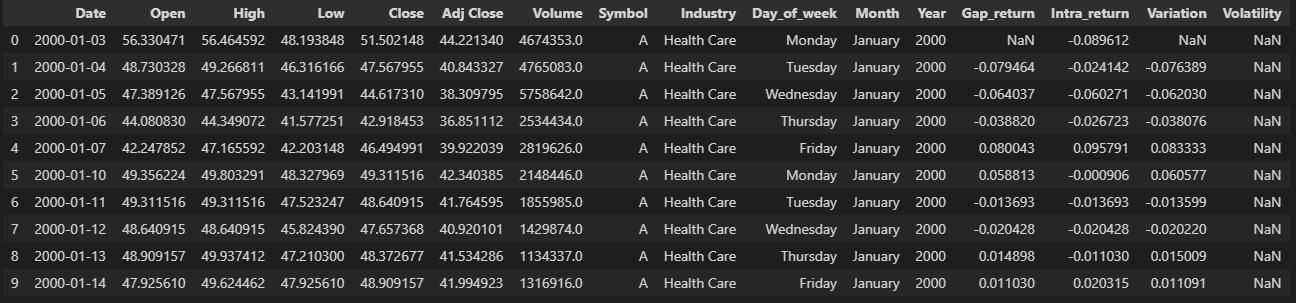 Date Open High Low Close Adj Close Volume Symbol Industry Day_of_week Month Year Gap_return Intra_return Variation Volatility
0 2000-01-03 56.330471 56.464592 48.193848 51.502148 44.221340 4674353.0 A Health Care Monday January 2000 NaN -0.089612 NaN NaN
1 2000-01-04 48.730328 49.266811 46.316166 47.567955 40.843327 4765083.0 A Health Care Tuesday January 2000 -0.079464 -0.024142 -0.076389 NaN
2 2000-01-05 47.389126 47.567955 43.141991 44.617310 38.309795 5758642.0 A Health Care Wednesday January 2000 -0.064037 -0.060271 -0.062030 NaN
3 2000-01-06 44.080830 44.349072 41.577251 42.918453 36.851112 2534434.0 A Health Care Thursday January 2000 -0.038820 -0.026723 -0.038076 NaN
4 2000-01-07 42.247852 47.165592 42.203148 46.494991 39.922039 2819626.0 A Health Care Friday January 2000 0.080043 0.095791 0.083333 NaN
5 2000-01-10 49.356224 49.803291 48.327969 49.311516 42.340385 2148446.0 A Health Care Monday January 2000 0.058813 -0.000906 0.060577 NaN
6 2000-01-11 49.311516 49.311516 47.523247 48.640915 41.764595 1855985.0 A Health Care Tuesday January 2000 -0.013693 -0.013693 -0.013599 NaN
7 2000-01-12 48.640915 48.640915 45.824390 47.657368 40.920101 1429874.0 A Health Care Wednesday January 2000 -0.020428 -0.020428 -0.020220 NaN
8 2000-01-13 48.909157 49.937412 47.210300 48.372677 41.534286 1134337.0 A Health Care Thursday January 2000 0.014898 -0.011030 0.015009 NaN
9 2000-01-14 47.925610 49.624462 47.925610 48.909157 41.994923 1316916.0 A Health Care Friday January 2000 0.011030 0.020315 0.011091 NaN